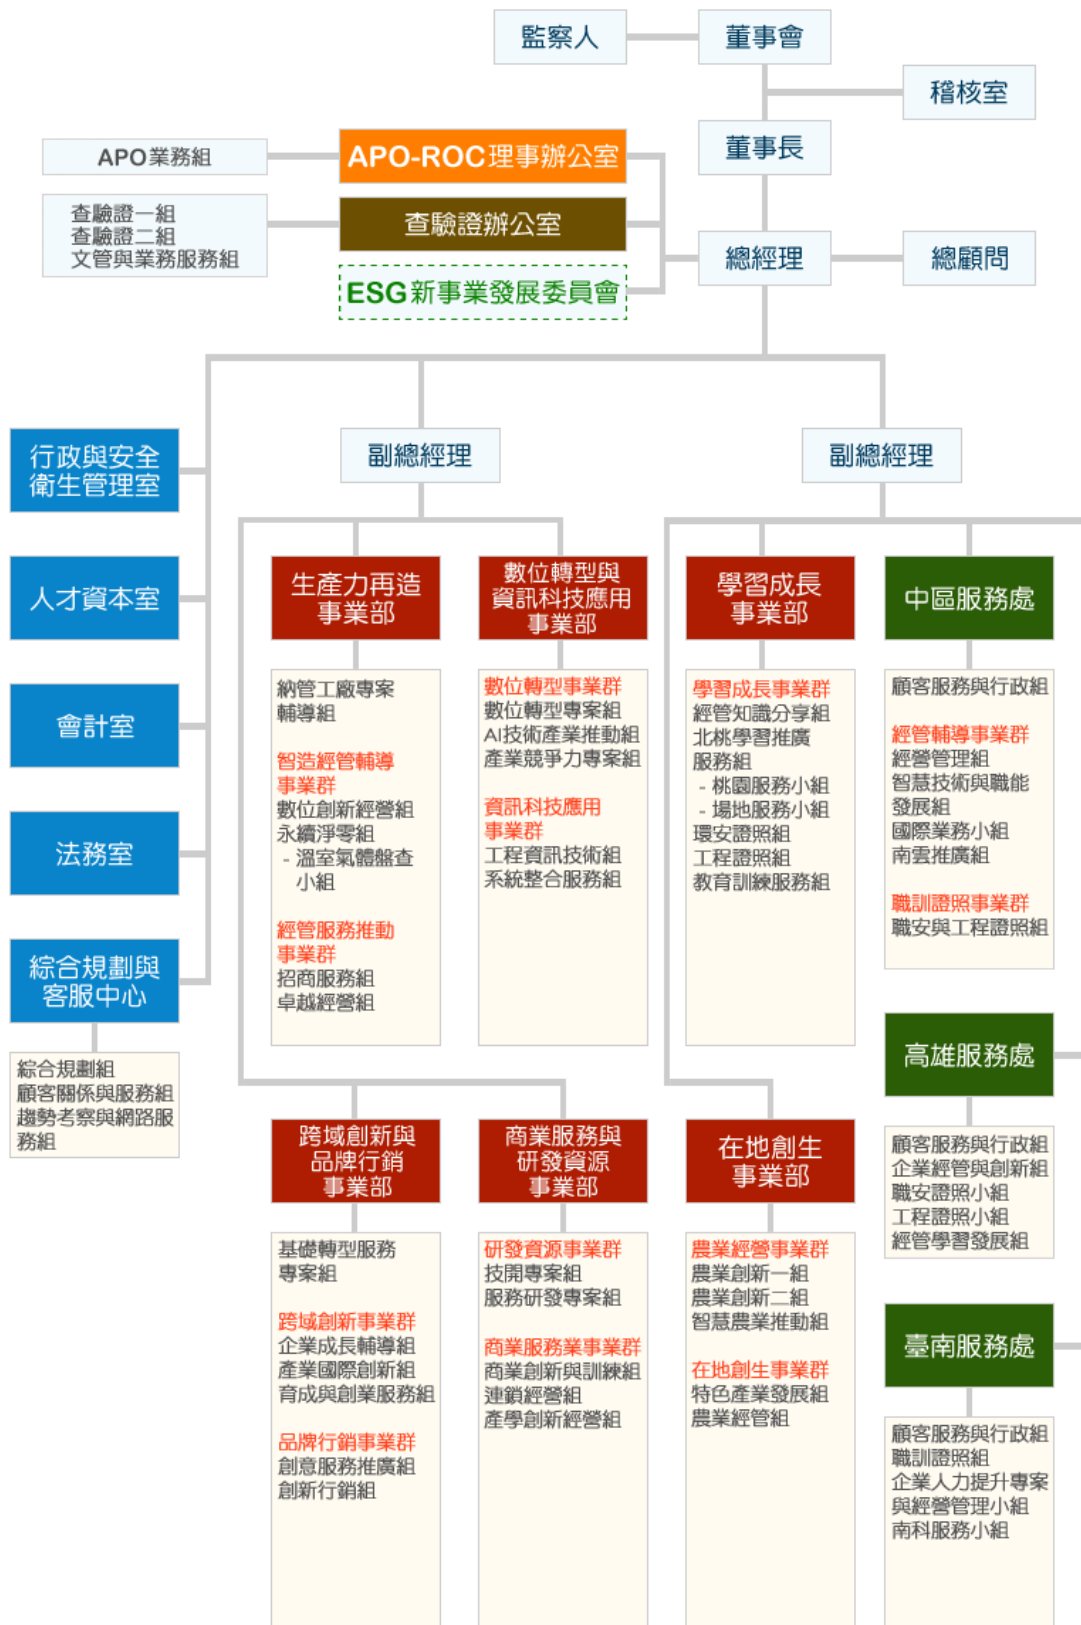 監察人
董事會
稽核室
董事長
APO業務組
APO-ROC理事辦公室
查驗證一組
查驗證二組
文管與業務服務組
查驗證辦公室
總經理
總顧問
ESG新事業發展委員會
行政與安全
衛生管理室
人才資本室
會計室
法務室
綜合規劃與
客服中心
綜合規劃組
顧客關係與服務組
趨勢考察與網路服
務組
副總經理
副總經理
生產力再造
事業部
納管工廠專案
輔導組
智造經管輔導
事業群
數位創新經營組
永續淨零組
- 溫室氣體盤查
小組
經管服務推動
事業群
招商服務組
卓越經營組
數位轉型與
資訊科技應用
事業部
數位轉型事業群
數位轉型專案組
AI技術產業推動組
產業競爭力專案組
資訊科技應用
事業群
工程資訊技術組
系統整合服務組
學習成長
事業部
學習成長事業群
經管知識分享組
北桃學習推廣
服務組
- 桃園服務小組
- 場地服務小組
環安證照組
工程證照組
教育訓練服務組
中區服務處
顧客服務與行政組
經管輔導事業群
經營管理組
智慧技術與職能
發展組
國際業務小組
南雲推廣組
職訓證照事業群
職安與工程證照組
高雄服務處
顧客服務與行政組
企業經管與創新組
職安證照小組
工程證照小組
經管學習發展組
跨域創新與
品牌行銷
事業部
基礎轉型服務
專案組
跨域創新事業群
企業成長輔導組
產業國際創新組
育成與創業服務組
品牌行銷事業群
創意服務推廣組
創新行銷組
商業服務與
研發資源
事業部
研發資源事業群
技開專案組
服務研發專案組
商業服務業事業群
商業創新與訓練組
連鎖經營組
產學創新經營組
在地創生
事業部
農業經營事業群
農業創新一組
農業創新二組
智慧農業推動組
在地創生事業群
特色產業發展組
農業經管組
臺南服務處
顧客服務與行政組
職訓證照組
企業人力提升專案
與經營管理小組
南科服務小組